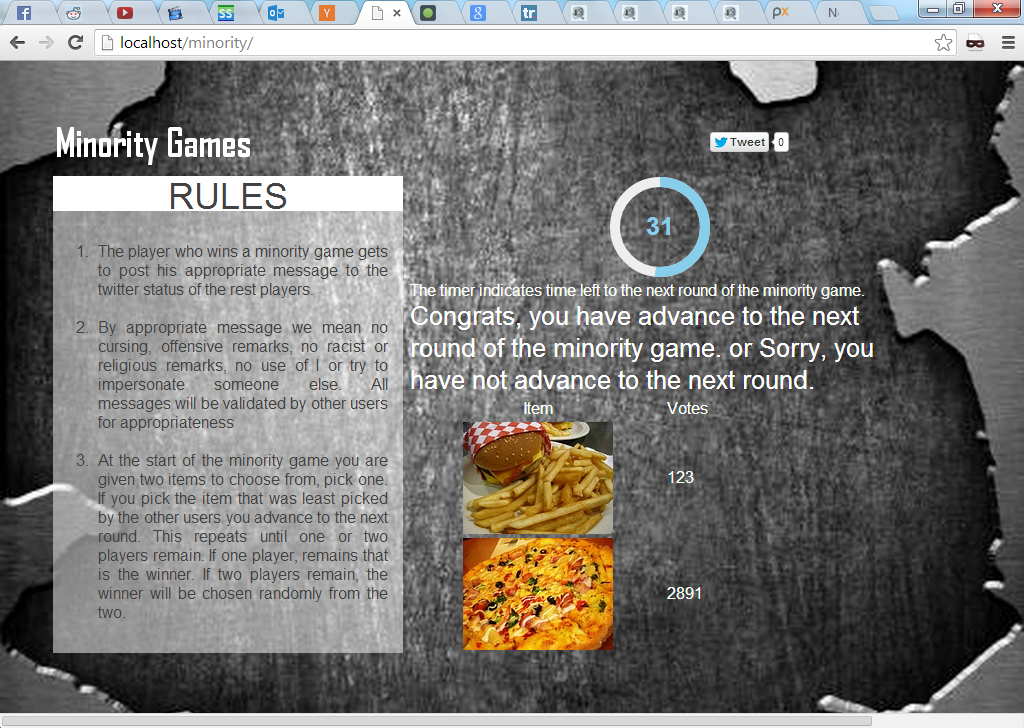 f
SS
Y
8
tr
px
N
localhost/minority/
Minority Games
Tweet
0
RULES
31
1. The player who wins a minority game gets
to post his appropriate message to the
twitter status of the rest players.
2. By appropriate message we mean no
cursing, offensive remarks, no racist or
religious remarks, no use of I or try to
impersonate someone else. All
messages will be validated by other users
for appropriateness
3. At the start of the minority game you are
given two items to choose from, pick one.
If you pick the item that was least picked
by the other users you advance to the next
round. This repeats until one or two
players remain. If one player, remains that
is the winner. If two players remain, the
winner will be chosen randomly from the
two.
The timer indicates time left to the next round of the minority game.
Congrats, you have advance to the next
round of the minority game. or Sorry, you
have not advance to the next round.
Item Votes
123
2891